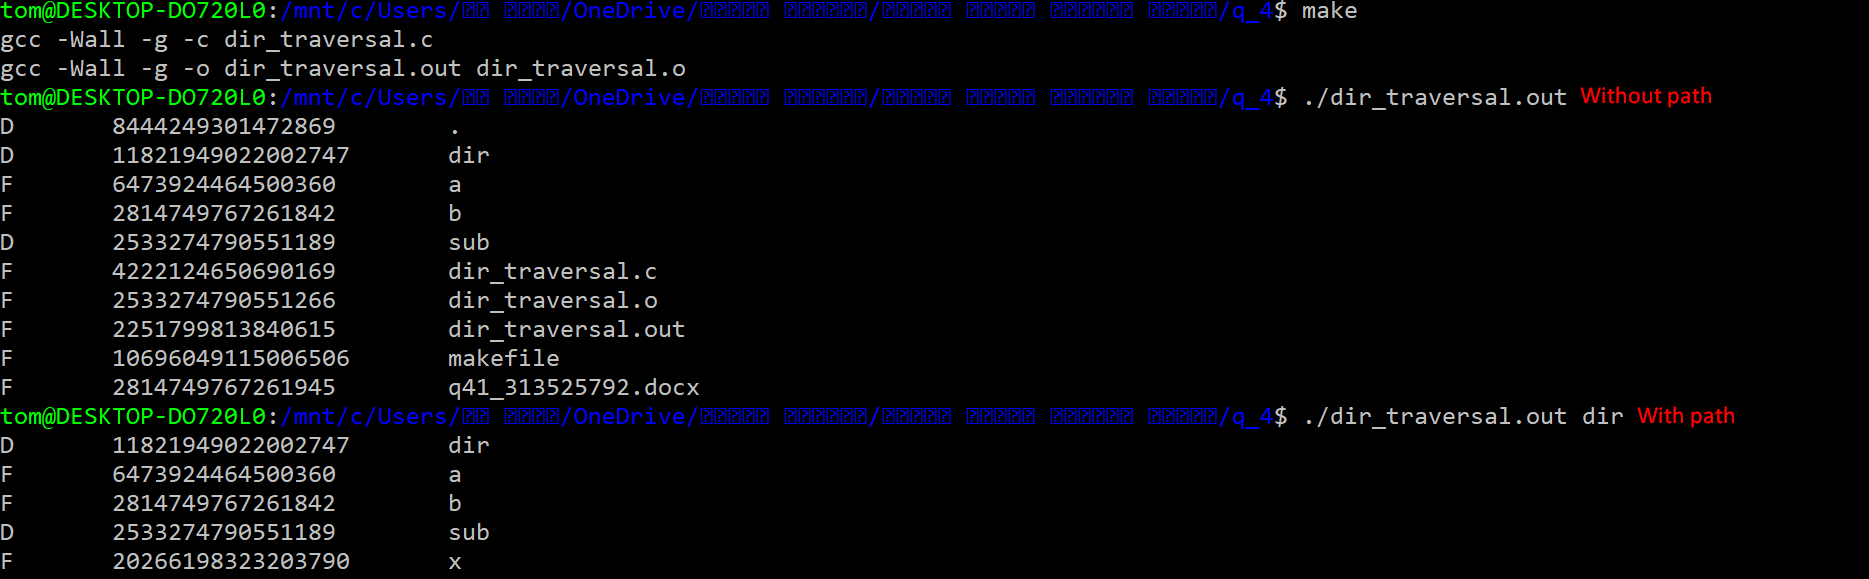 tom@DESKTOP-DO720L0:/mnt/c/Users/ /OneDrive/ / /q_4$ make
gcc -Wall -g -c dir_traversal.c
gcc -Wall -g -o dir_traversal.out dir_traversal.o
tom@DESKTOP-DO720L0:/mnt/c/Users/ /OneDrive/ / /q_4$ ./dir_traversal.out Without path
D 8444249301472869 .
D 11821949022002747 dir
F 6473924464500360 a
F 2814749767261842 b
D 2533274790551189 sub
F 4222124650690169 dir_traversal.c
F 2533274790551266 dir_traversal.o
F 2251799813840615 dir_traversal.out
F 10696049115006506 makefile
F 2814749767261945 q41_313525792.docx
tom@DESKTOP-DO720L0:/mnt/c/Users/ /OneDrive/ / /q_4$ ./dir_traversal.out dir With path
D 11821949022002747 dir
F 6473924464500360 a
F 2814749767261842 b
D 2533274790551189 sub
F 20266198323203790 x